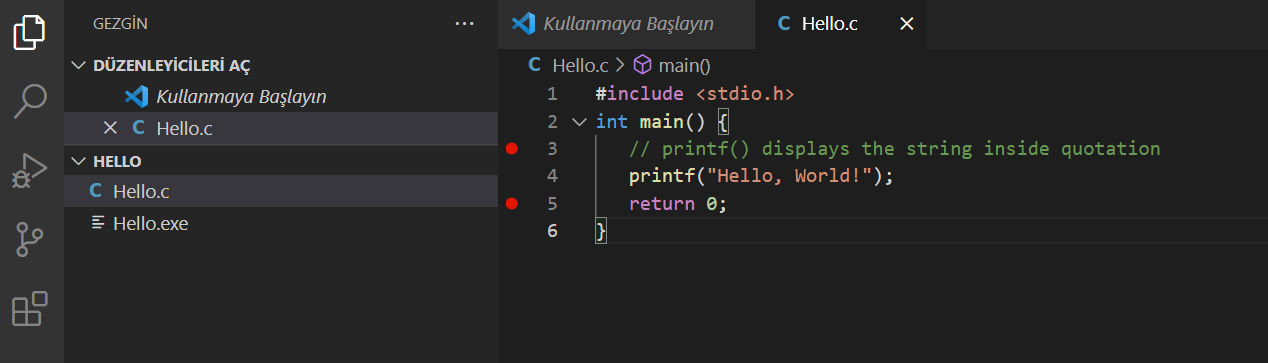 GEZGİN
DÜZENLEYİCİLERİ AÇ
Kullanmaya Başlayın
Hello.c
HELLO
Hello.c
Hello.exe
Kullanmaya Başlayın
Hello.c
Hello.c > main()
1 #include <stdio.h>
2 int main() {
3 // printf() displays the string inside quotation
4 printf("Hello, World!");
5 return 0;
6 }